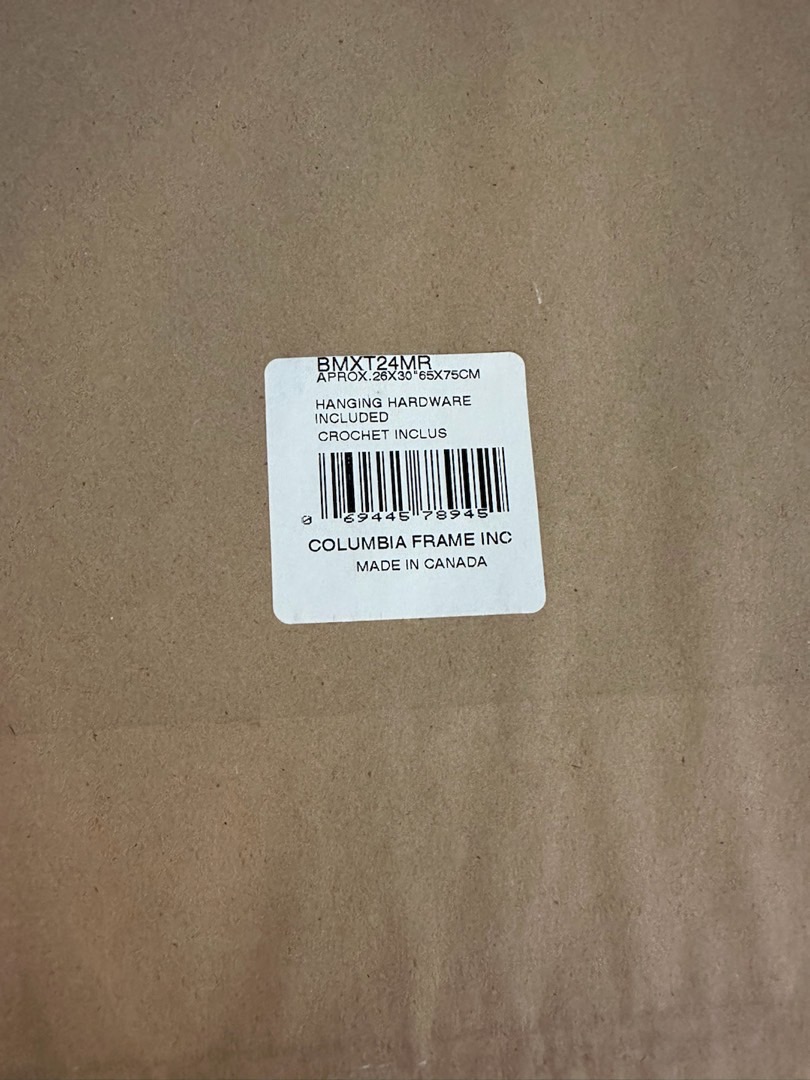 BMXT24MR
APROX.26X30"65X75CM
HANGING HARDWARE
INCLUDED
CROCHET INCLUS
0 69445 78945
COLUMBIA FRAME INC
MADE IN CANADA